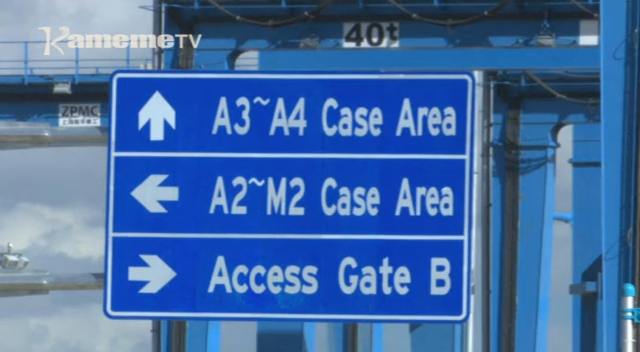 KamemeTV
40t
ZPMC
A3~A4 Case Area
A2~M2 Case Area
Access Gate B